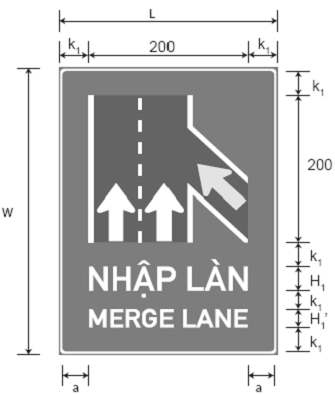 L
k₁ 200 k₁
k₁
200
W
k₁
H₁
k₁
H₁'
k₁
NHẬP LÀN
MERGE LANE
a a